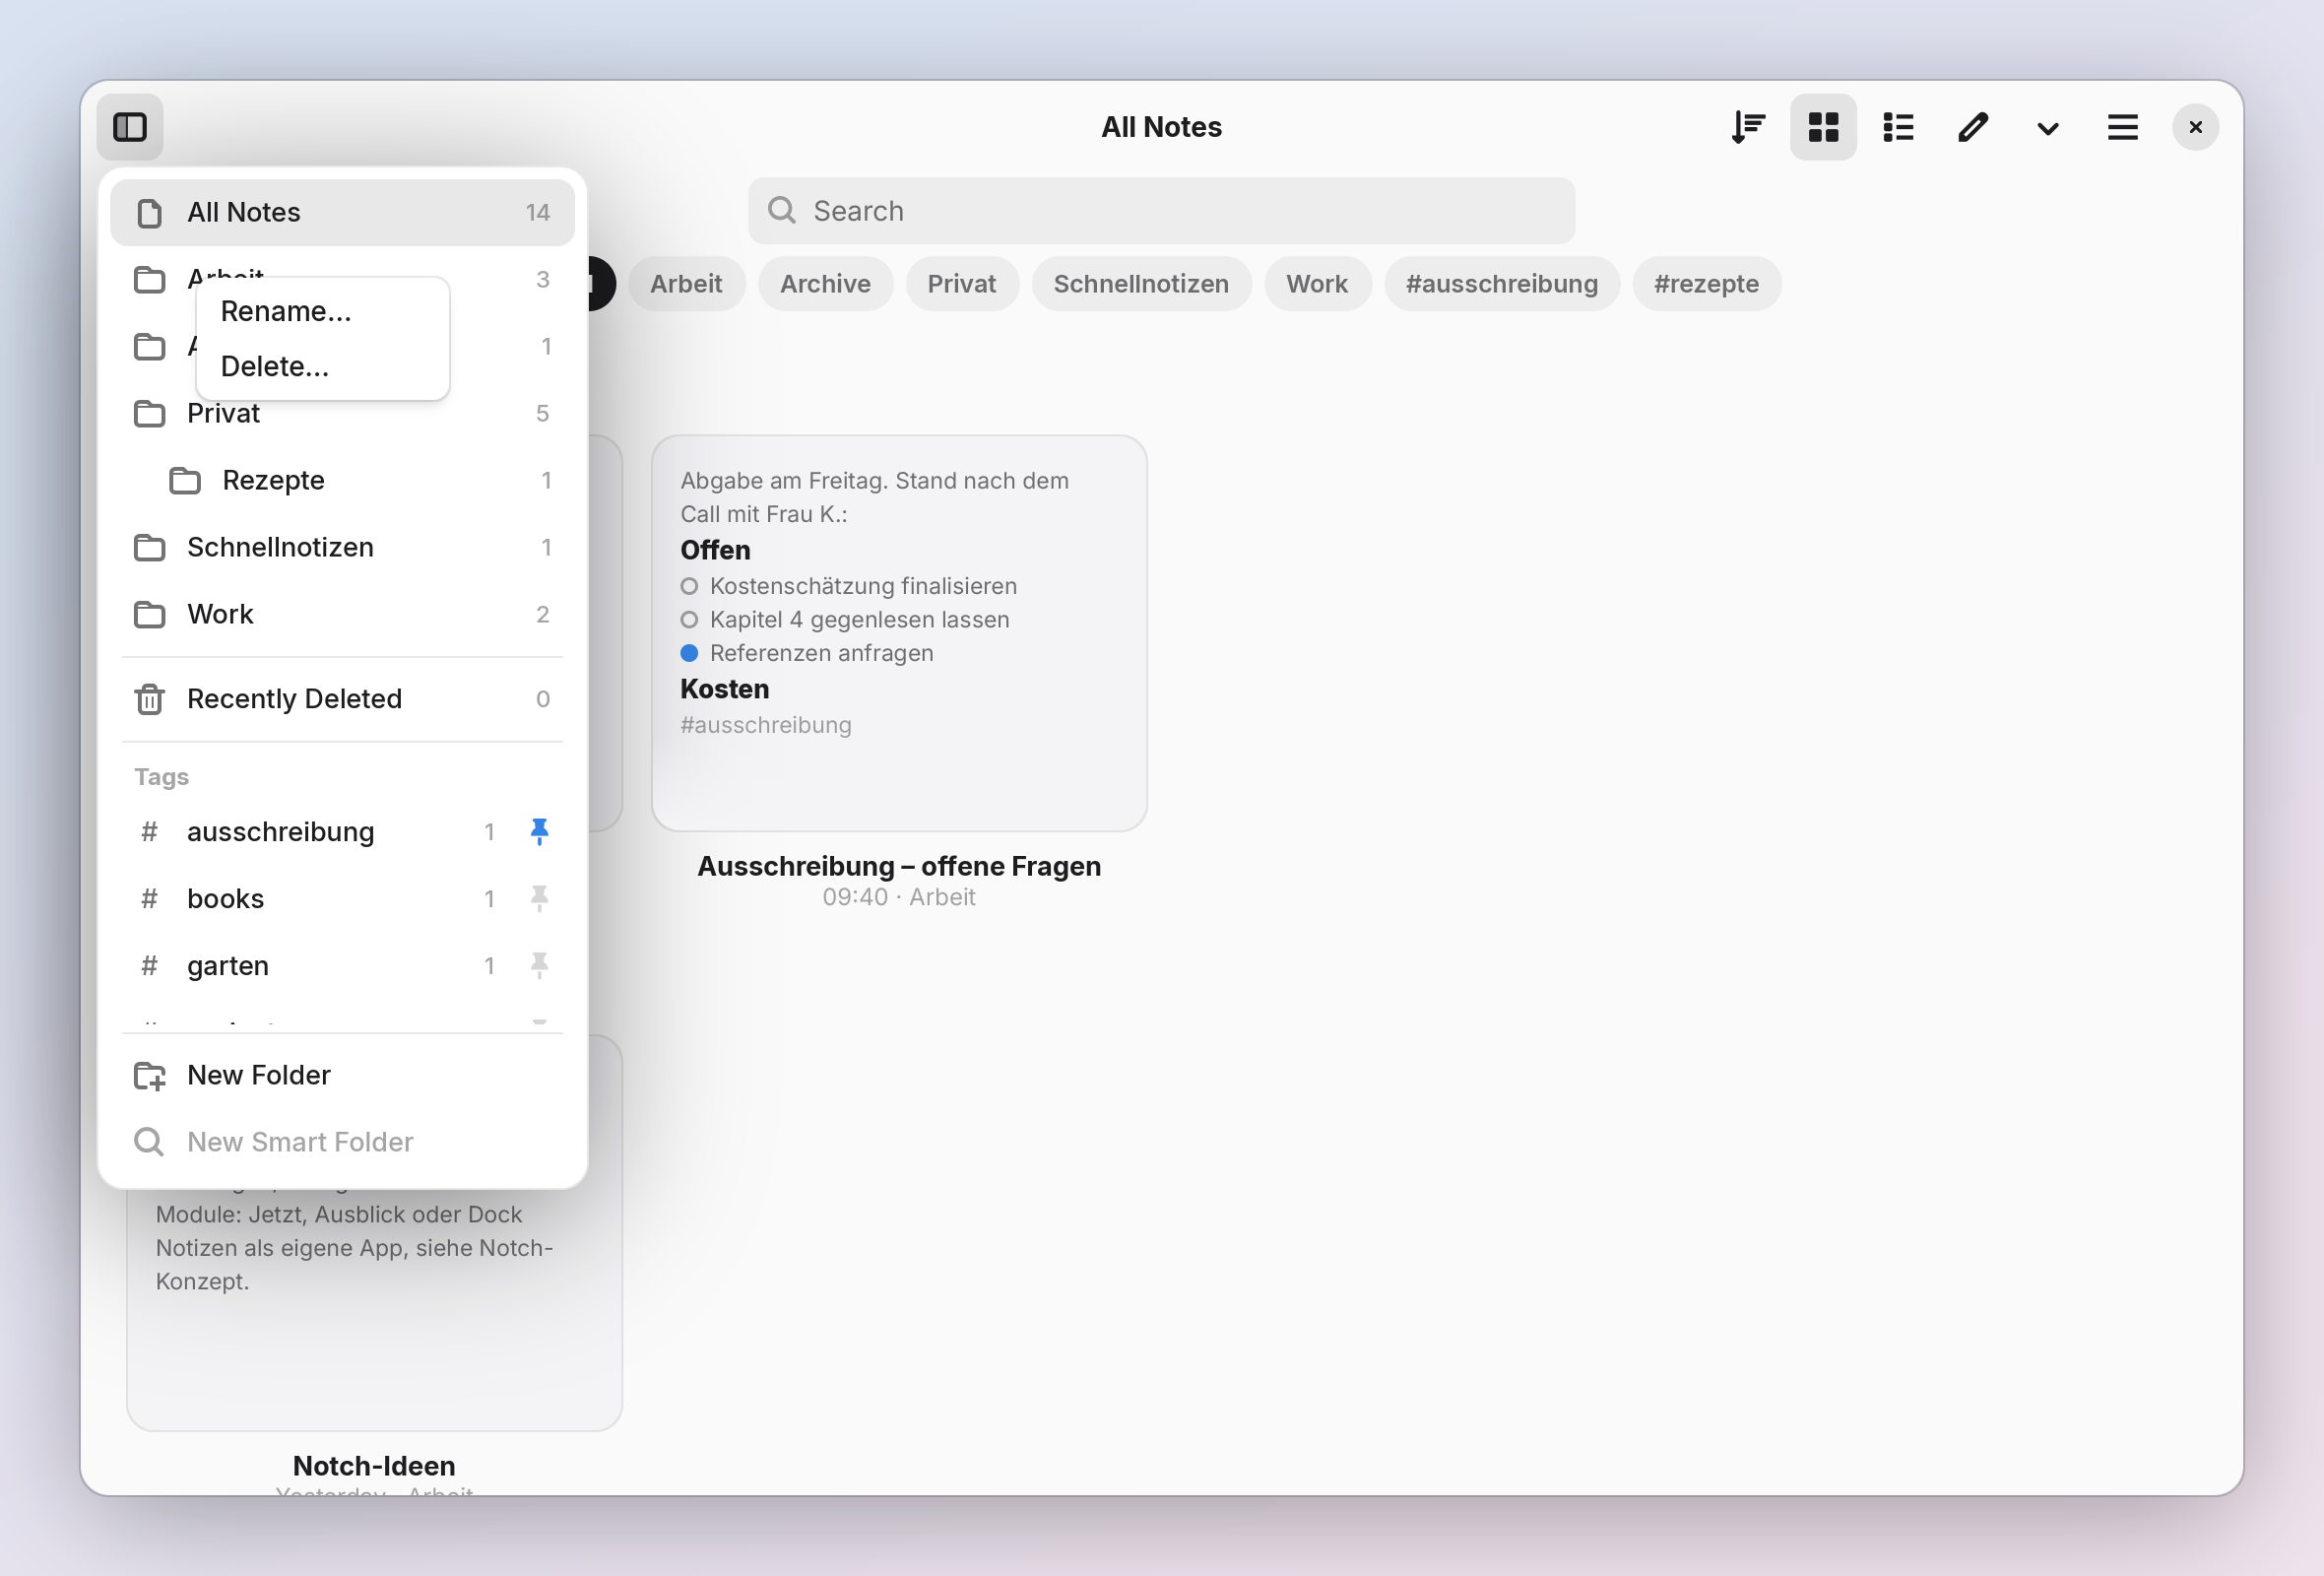 All Notes
Search
All Notes 14
Arbeit 3
Rename...
1
Delete...
Privat 5
Rezepte 1
Schnellnotizen 1
Work 2
Recently Deleted 0
Tags
# ausschreibung 1
# books 1
# garten 1
New Folder
New Smart Folder
Arbeit
Archive
Privat
Schnellnotizen
Work
#ausschreibung
#rezepte
Abgabe am Freitag. Stand nach dem
Call mit Frau K.:
Offen
Kostenschätzung finalisieren
Kapitel 4 gegenlesen lassen
Referenzen anfragen
Kosten
#ausschreibung
Ausschreibung – offene Fragen
09:40 · Arbeit
Module: Jetzt, Ausblick oder Dock
Notizen als eigene App, siehe Notch-
Konzept.
Notch-Ideen
Yesterday · Arbeit